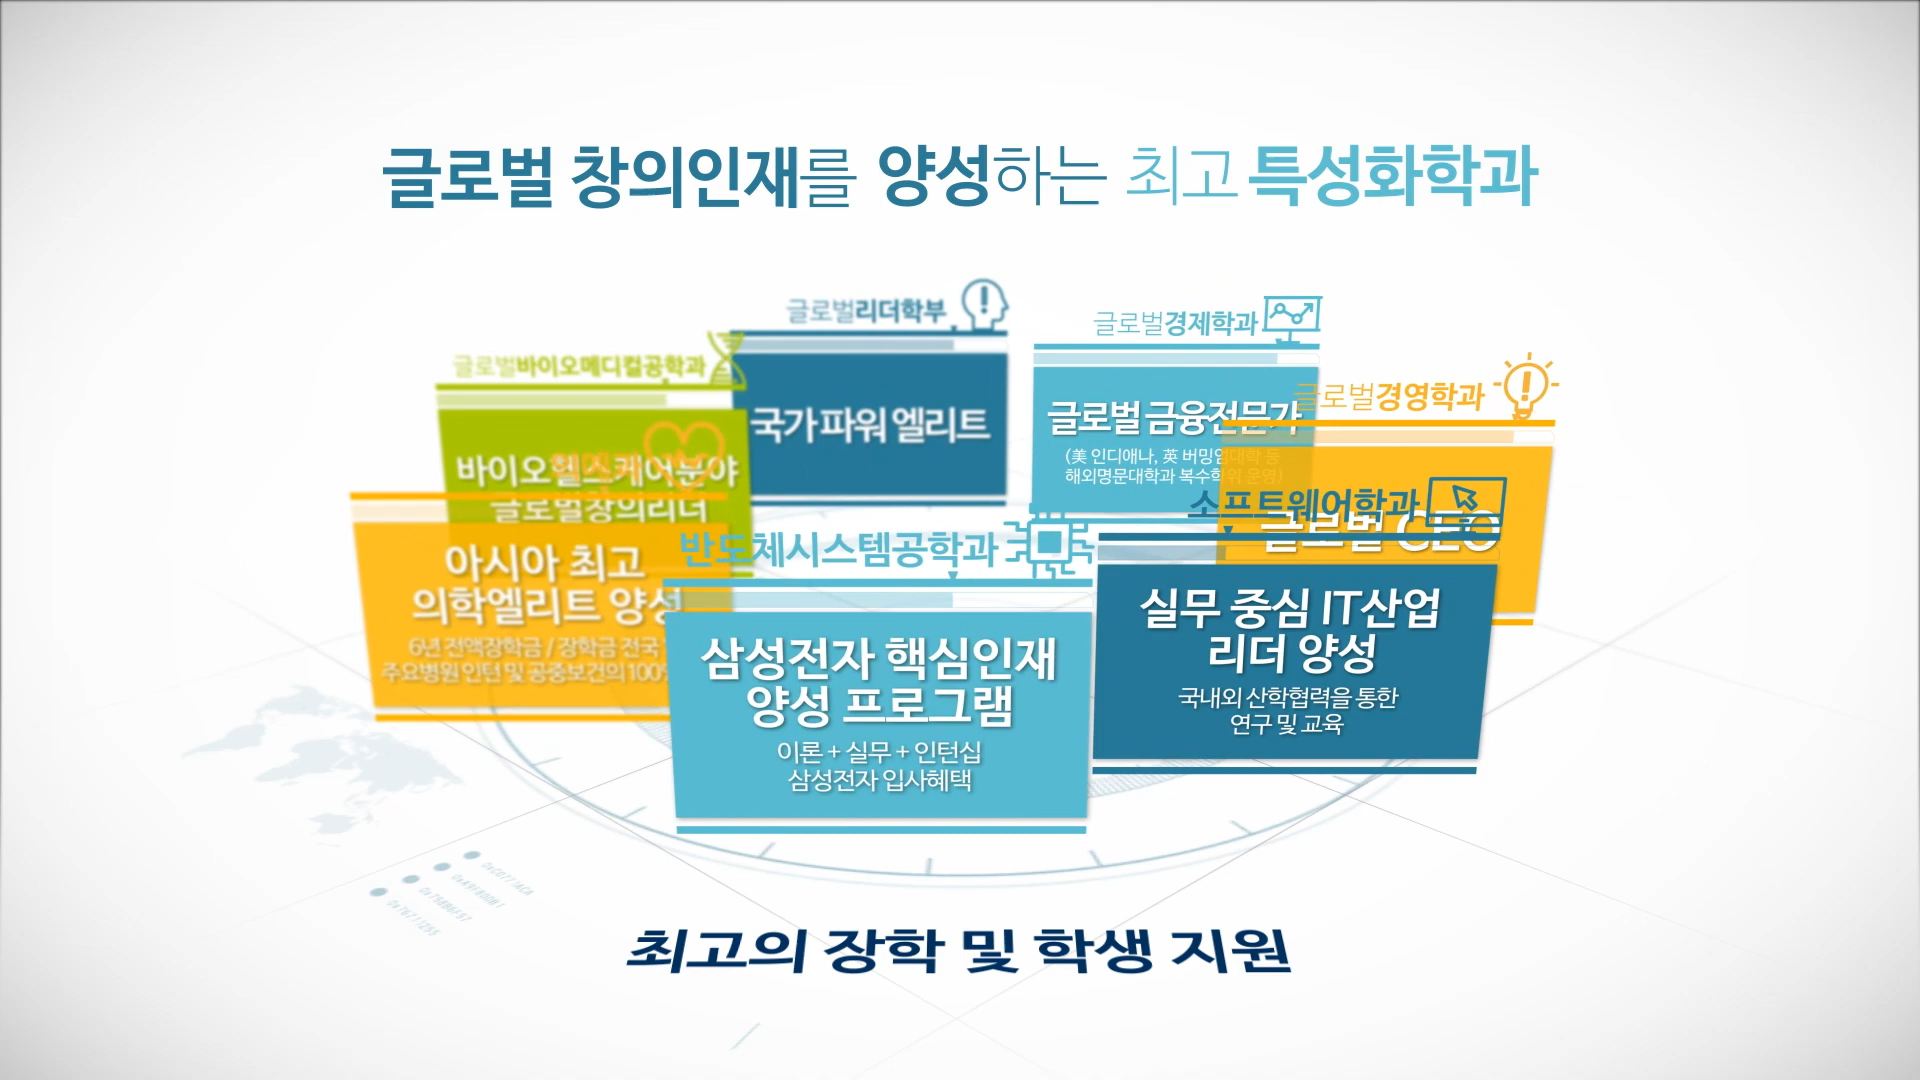 글로벌 창의인재를 양성하는 최고 특성화학과
글로벌리더학부
국가 파워 엘리트
글로벌경제학과
글로벌 금융전문가
(美 인디애나, 英 버밍엄대학 등
해외명문대학과 복수학위 운영)
글로벌바이오메디컬공학과
바이오헬스케어분야
글로벌창의리더
글로벌경영학과
글로벌 CEO
아시아 최고
의학엘리트 양성
6년 전액장학금 / 장학금 전국
주요병원 인턴 및 공중보건의 100%
반도체시스템공학과
삼성전자 핵심인재
양성 프로그램
이론 + 실무 + 인턴십
삼성전자 입사혜택
소프트웨어학과
실무 중심 IT산업
리더 양성
국내외 산학협력을 통한
연구 및 교육
최고의 장학 및 학생 지원